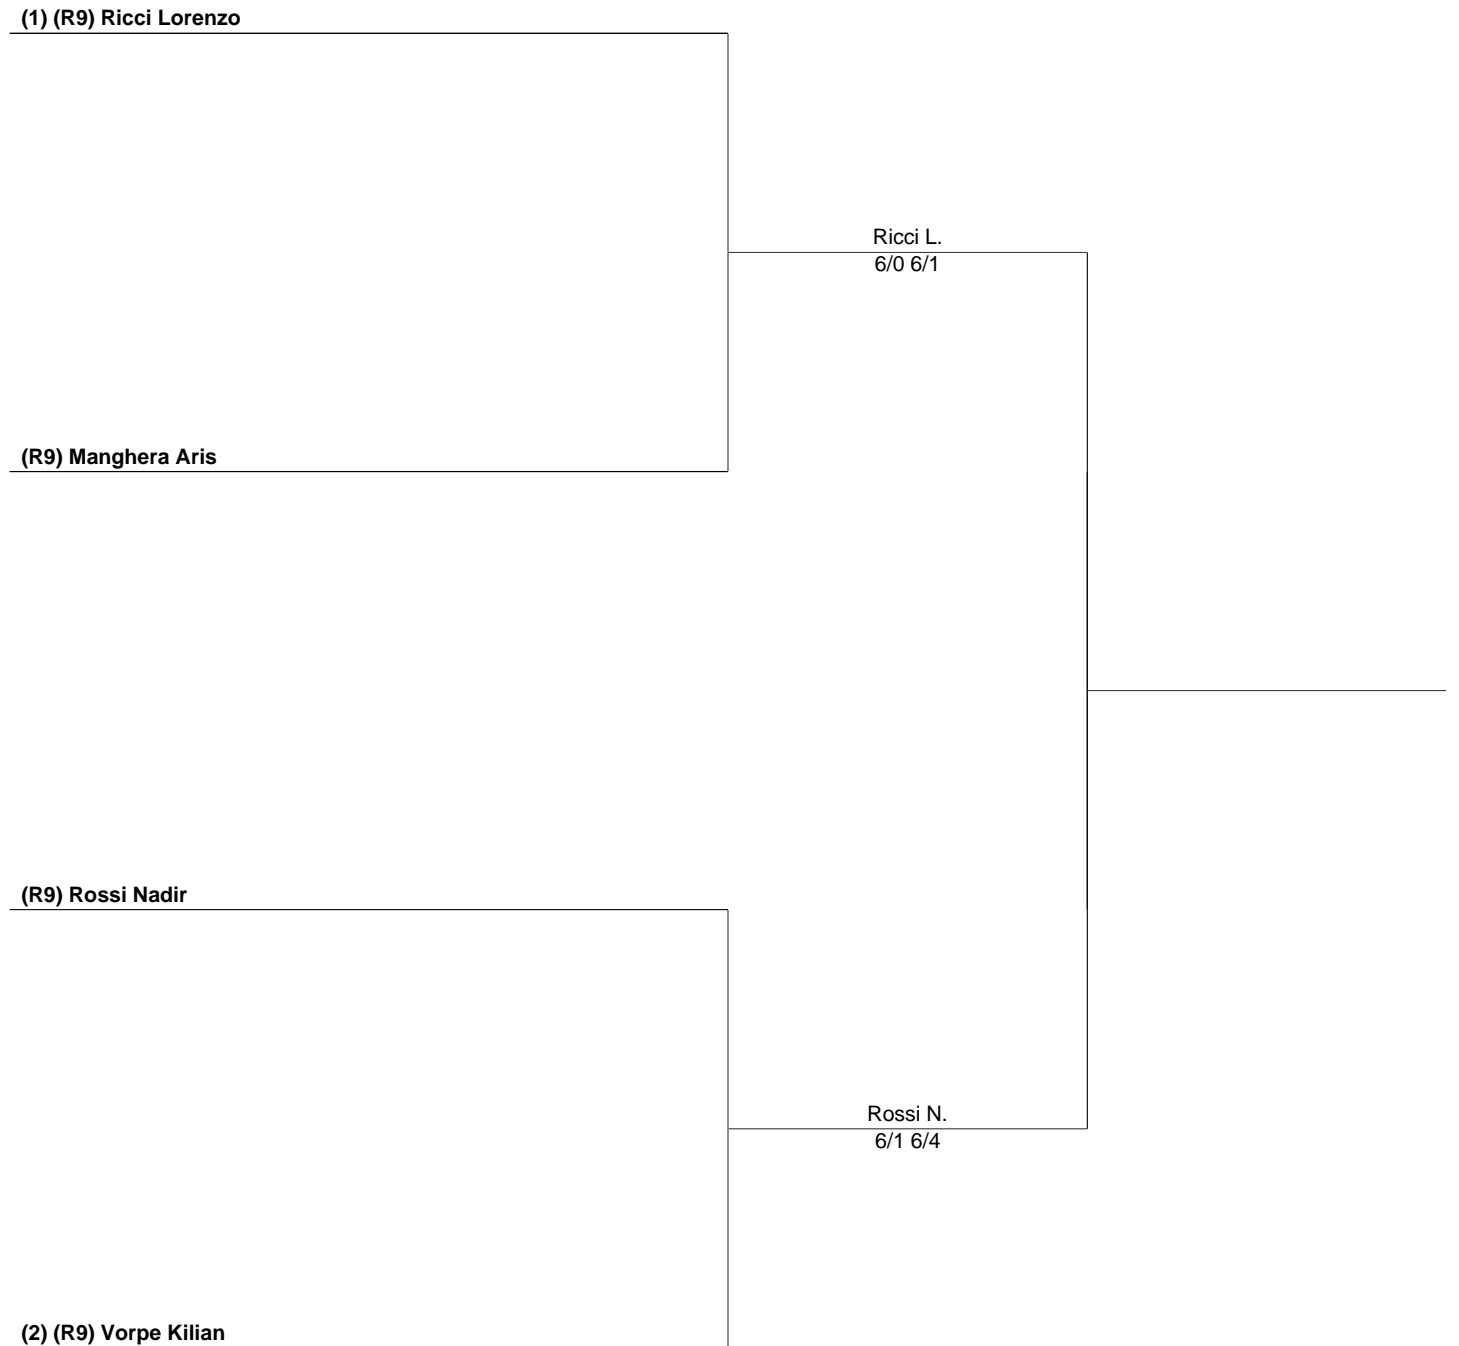 (1) (R9) Ricci Lorenzo
Ricci L.
6/0 6/1
(R9) Manghera Aris
(R9) Rossi Nadir
Rossi N.
6/1 6/4
(2) (R9) Vorpe Kilian